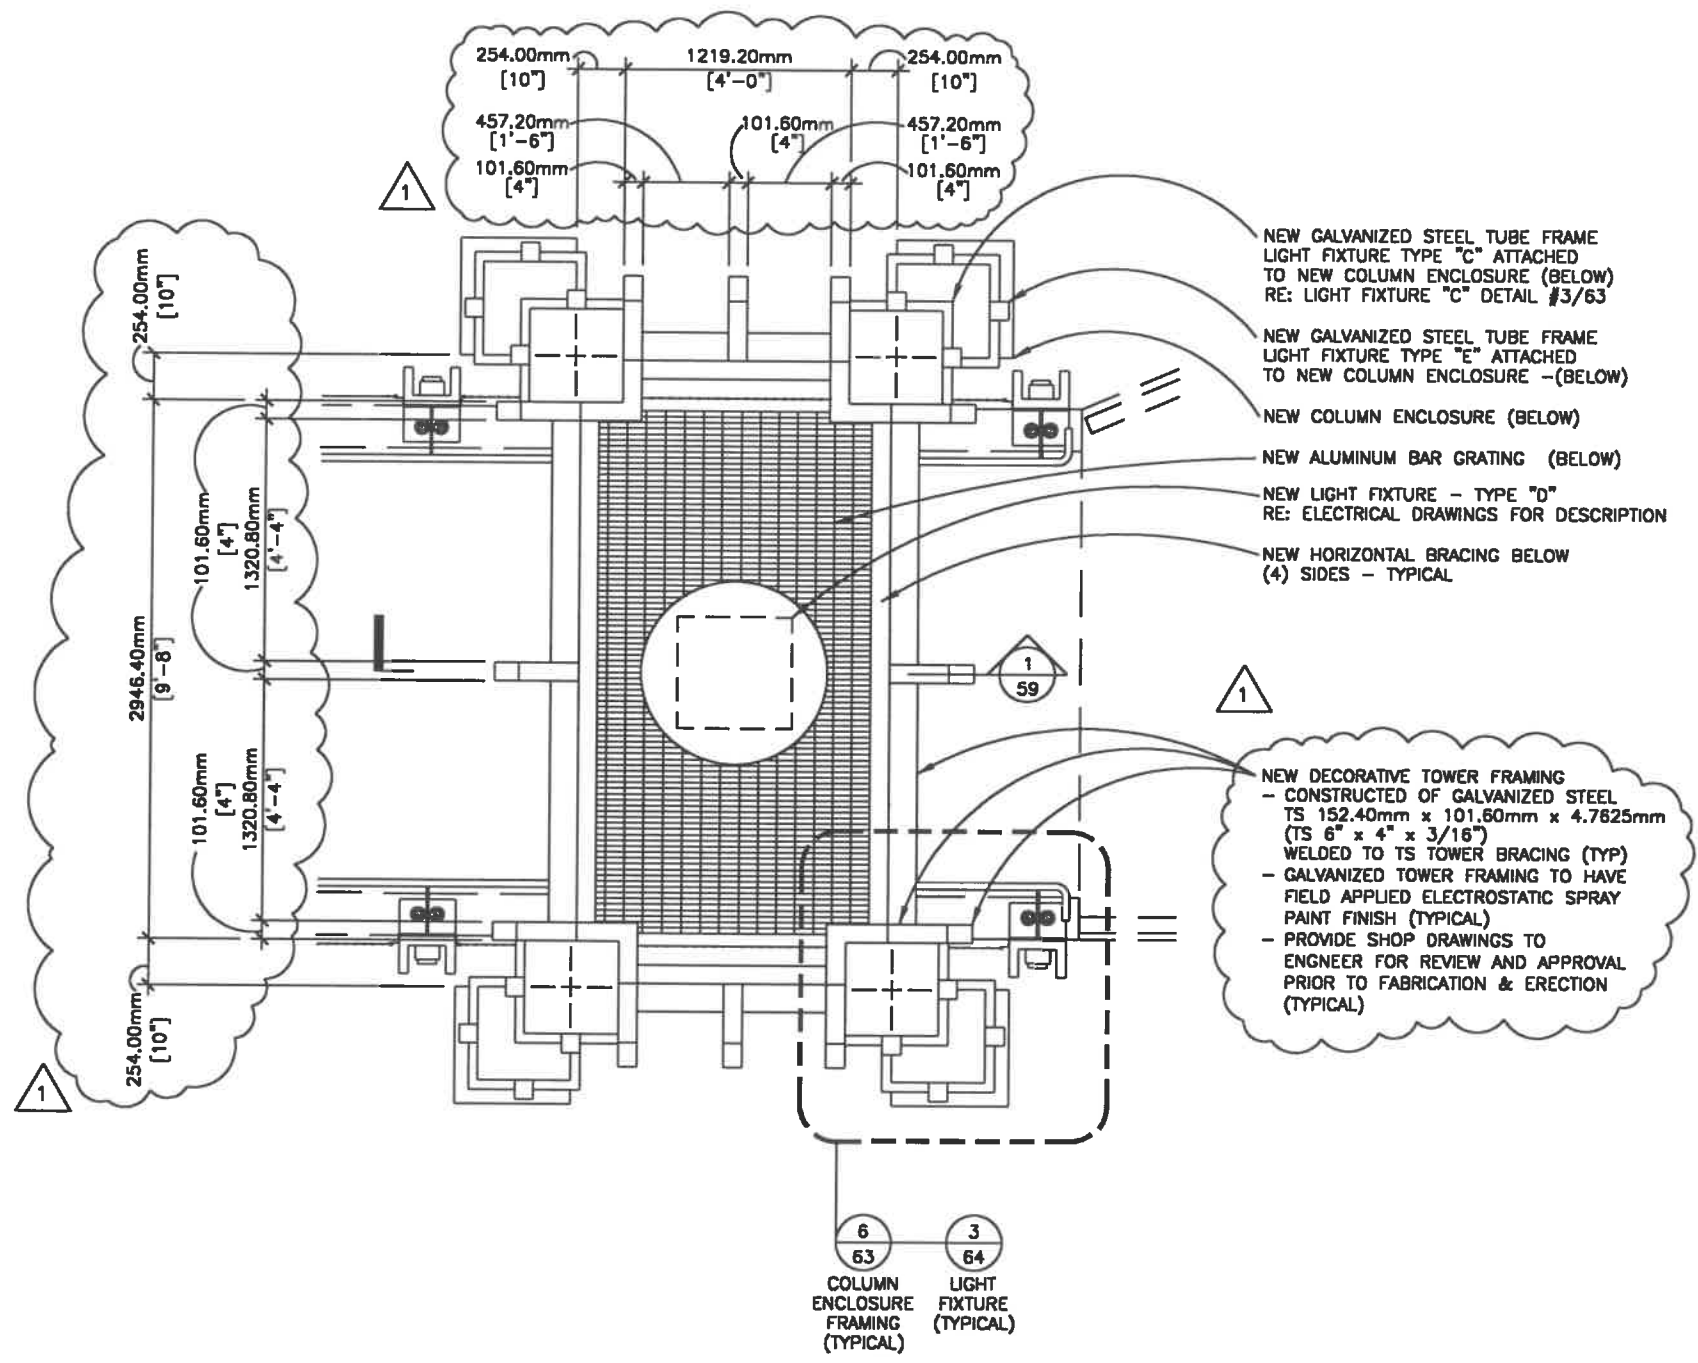 254.00mm
[10"]
1219.20mm
[4'-0"]
254.00mm
[10"]
457.20mm
[1'-6"]
101.60mm
[4"]
457.20mm
[1'-6"]
101.60mm
[4"]
101.60mm
[4"]
1
254.00mm
[10"]
101.60mm
[4"]
1320.80mm
[4'-4"]
2946.40mm
[9'-8"]
101.60mm
[4"]
1320.80mm
[4'-4"]
254.00mm
[10"]
1
NEW GALVANIZED STEEL TUBE FRAME
LIGHT FIXTURE TYPE "C" ATTACHED
TO NEW COLUMN ENCLOSURE (BELOW)
RE: LIGHT FIXTURE "C" DETAIL #3/63
NEW GALVANIZED STEEL TUBE FRAME
LIGHT FIXTURE TYPE "E" ATTACHED
TO NEW COLUMN ENCLOSURE -(BELOW)
NEW COLUMN ENCLOSURE (BELOW)
NEW ALUMINUM BAR GRATING (BELOW)
NEW LIGHT FIXTURE - TYPE "D"
RE: ELECTRICAL DRAWINGS FOR DESCRIPTION
NEW HORIZONTAL BRACING BELOW
(4) SIDES - TYPICAL
1
59
1
NEW DECORATIVE TOWER FRAMING
- CONSTRUCTED OF GALVANIZED STEEL
TS 152.40mm x 101.60mm x 4.7625mm
(TS 6" x 4" x 3/16")
WELDED TO TS TOWER BRACING (TYP)
- GALVANIZED TOWER FRAMING TO HAVE
FIELD APPLIED ELECTROSTATIC SPRAY
PAINT FINISH (TYPICAL)
- PROVIDE SHOP DRAWINGS TO
ENGNEER FOR REVIEW AND APPROVAL
PRIOR TO FABRICATION & ERECTION
(TYPICAL)
6
63
COLUMN
ENCLOSURE
FRAMING
(TYPICAL)
3
64
LIGHT
FIXTURE
(TYPICAL)